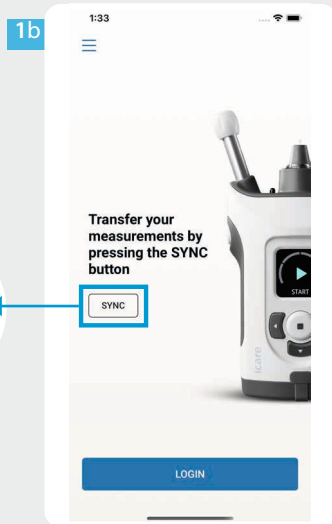 1b
1:33
Transfer your
measurements by
pressing the SYNC
button
SYNC
START
icare
LOGIN